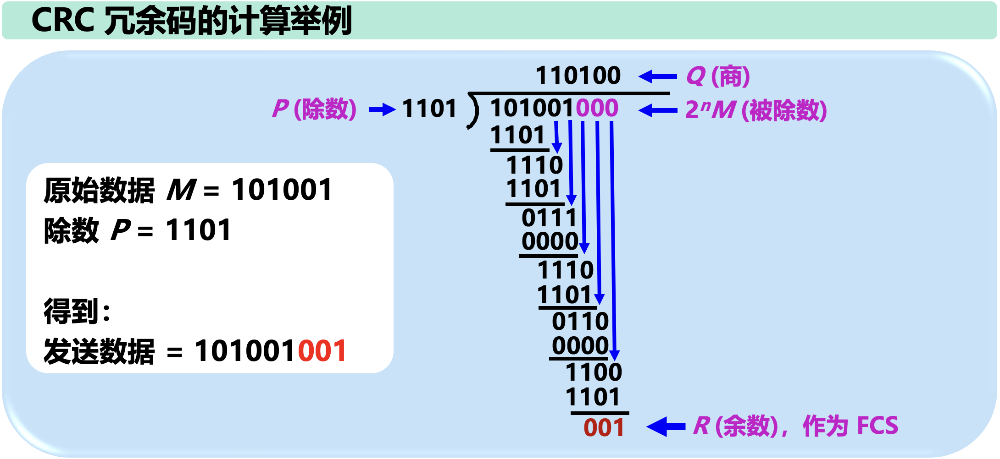 CRC 冗余码的计算举例
110100
Q (商)
P (除数)
1101
101001000
2ⁿM (被除数)
1101
1110
1101
0111
0000
1110
1101
0110
0000
1100
1101
001
R (余数)，作为 FCS
原始数据 M = 101001
除数 P = 1101
得到：
发送数据 = 101001001